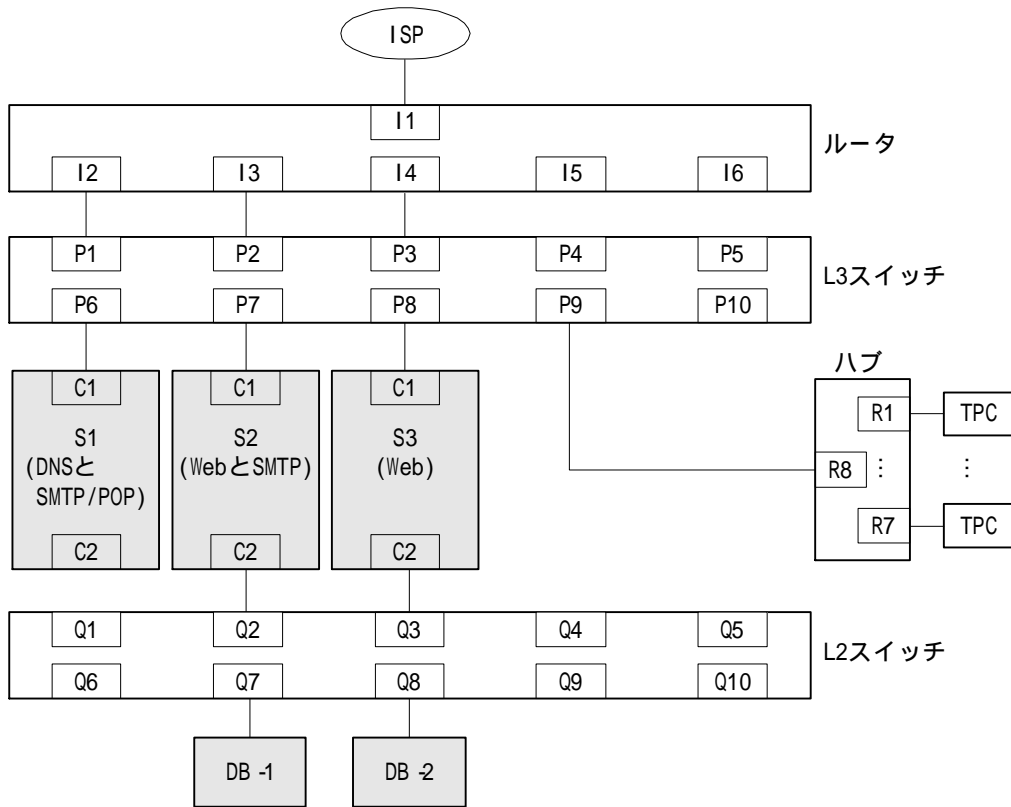 ISP
I1
ルータ
I2 I3 I4 I5 I6
P1 P2 P3 P4 P5
L3スイッチ
P6 P7 P8 P9 P10
ハブ
C1 C1 C1
R1 TPC
S1 S2 S3
(DNSと (WebとSMTP) (Web)
SMTP/POP)
R8 ⋮ ⋮
R7 TPC
C2 C2 C2
Q1 Q2 Q3 Q4 Q5
L2スイッチ
Q6 Q7 Q8 Q9 Q10
DB -1 DB -2